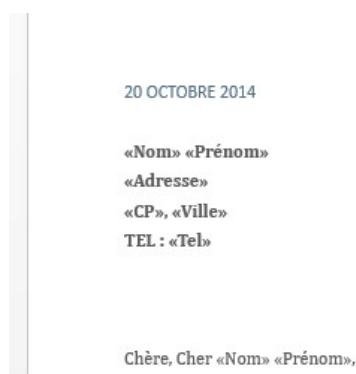 20 OCTOBRE 2014
«Nom» «Prénom»
«Adresse»
«CP», «Ville»
TEL : «Tel»
Chère, Cher «Nom» «Prénom»,